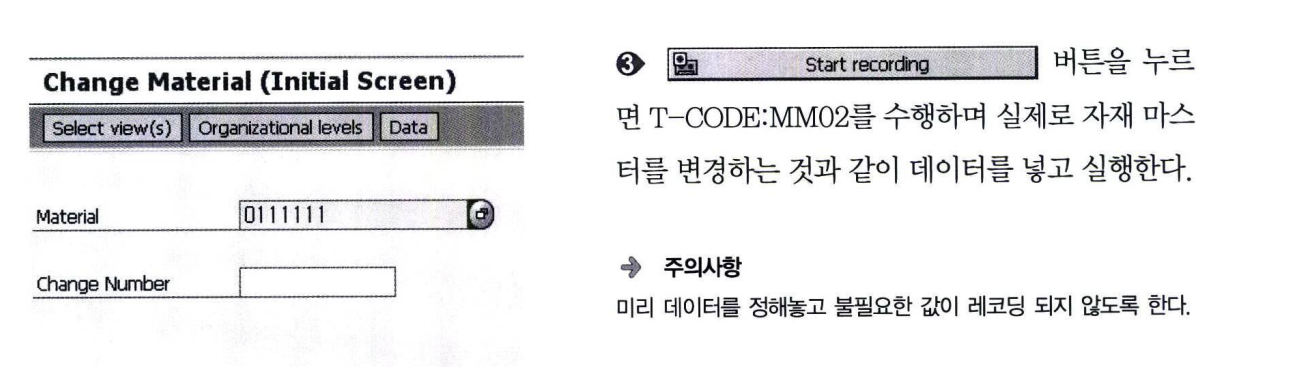 Change Material (Initial Screen)
Select view(s) Organizational levels Data
Material 0111111
Change Number
❸ Start recording 버튼을 누르
면 T-CODE:MM02를 수행하며 실제로 자재 마스
터를 변경하는 것과 같이 데이터를 넣고 실행한다.
➔ 주의사항
미리 데이터를 정해놓고 불필요한 값이 레코딩 되지 않도록 한다.